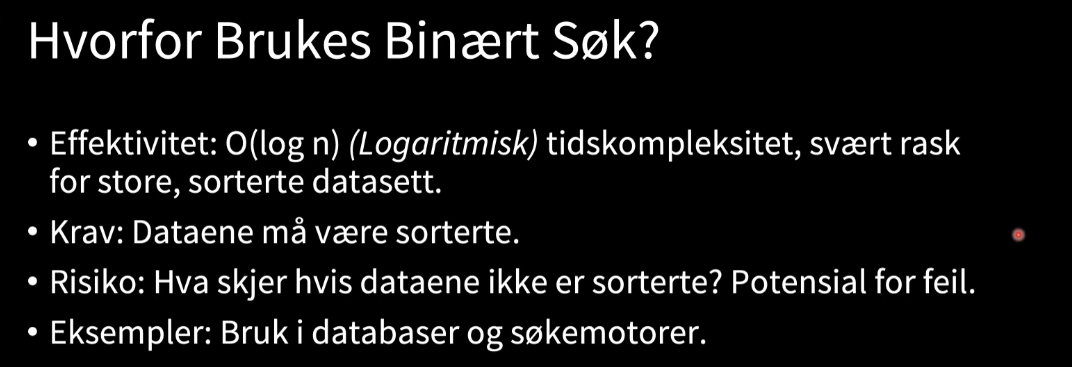 Hvorfor Brukes Binært Søk?
• Effektivitet: O(log n) (Logaritmisk) tidskompleksitet, svært rask
for store, sorterte datasett.
• Krav: Dataene må være sorterte.
• Risiko: Hva skjer hvis dataene ikke er sorterte? Potensial for feil.
• Eksempler: Bruk i databaser og søkemotorer.